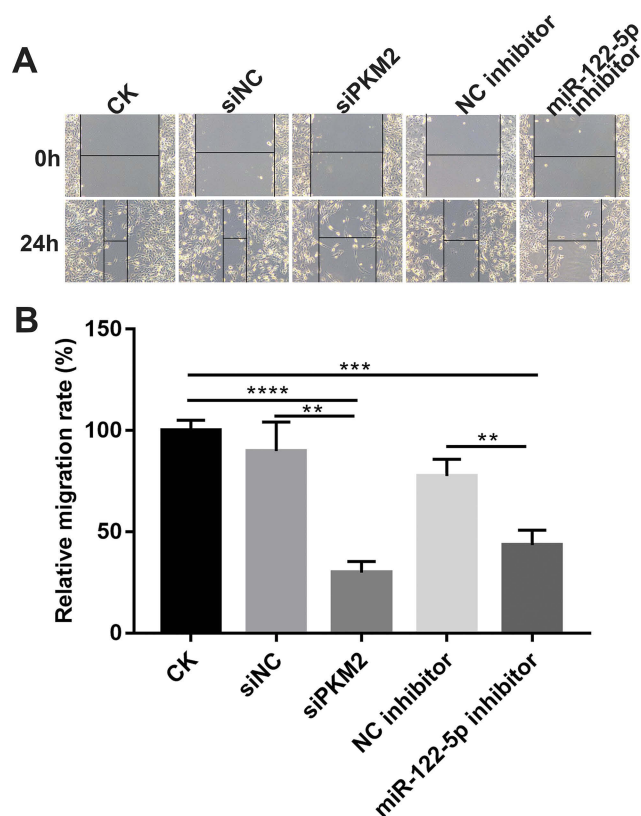 A
CK
siNC
siPKM2
NC inhibitor
miR-122-5p
inhibitor
0h
24h
B
Relative migration rate (%)
150
100
50
0
***
****
**
**
CK
siNC
siPKM2
NC inhibitor
miR-122-5p inhibitor